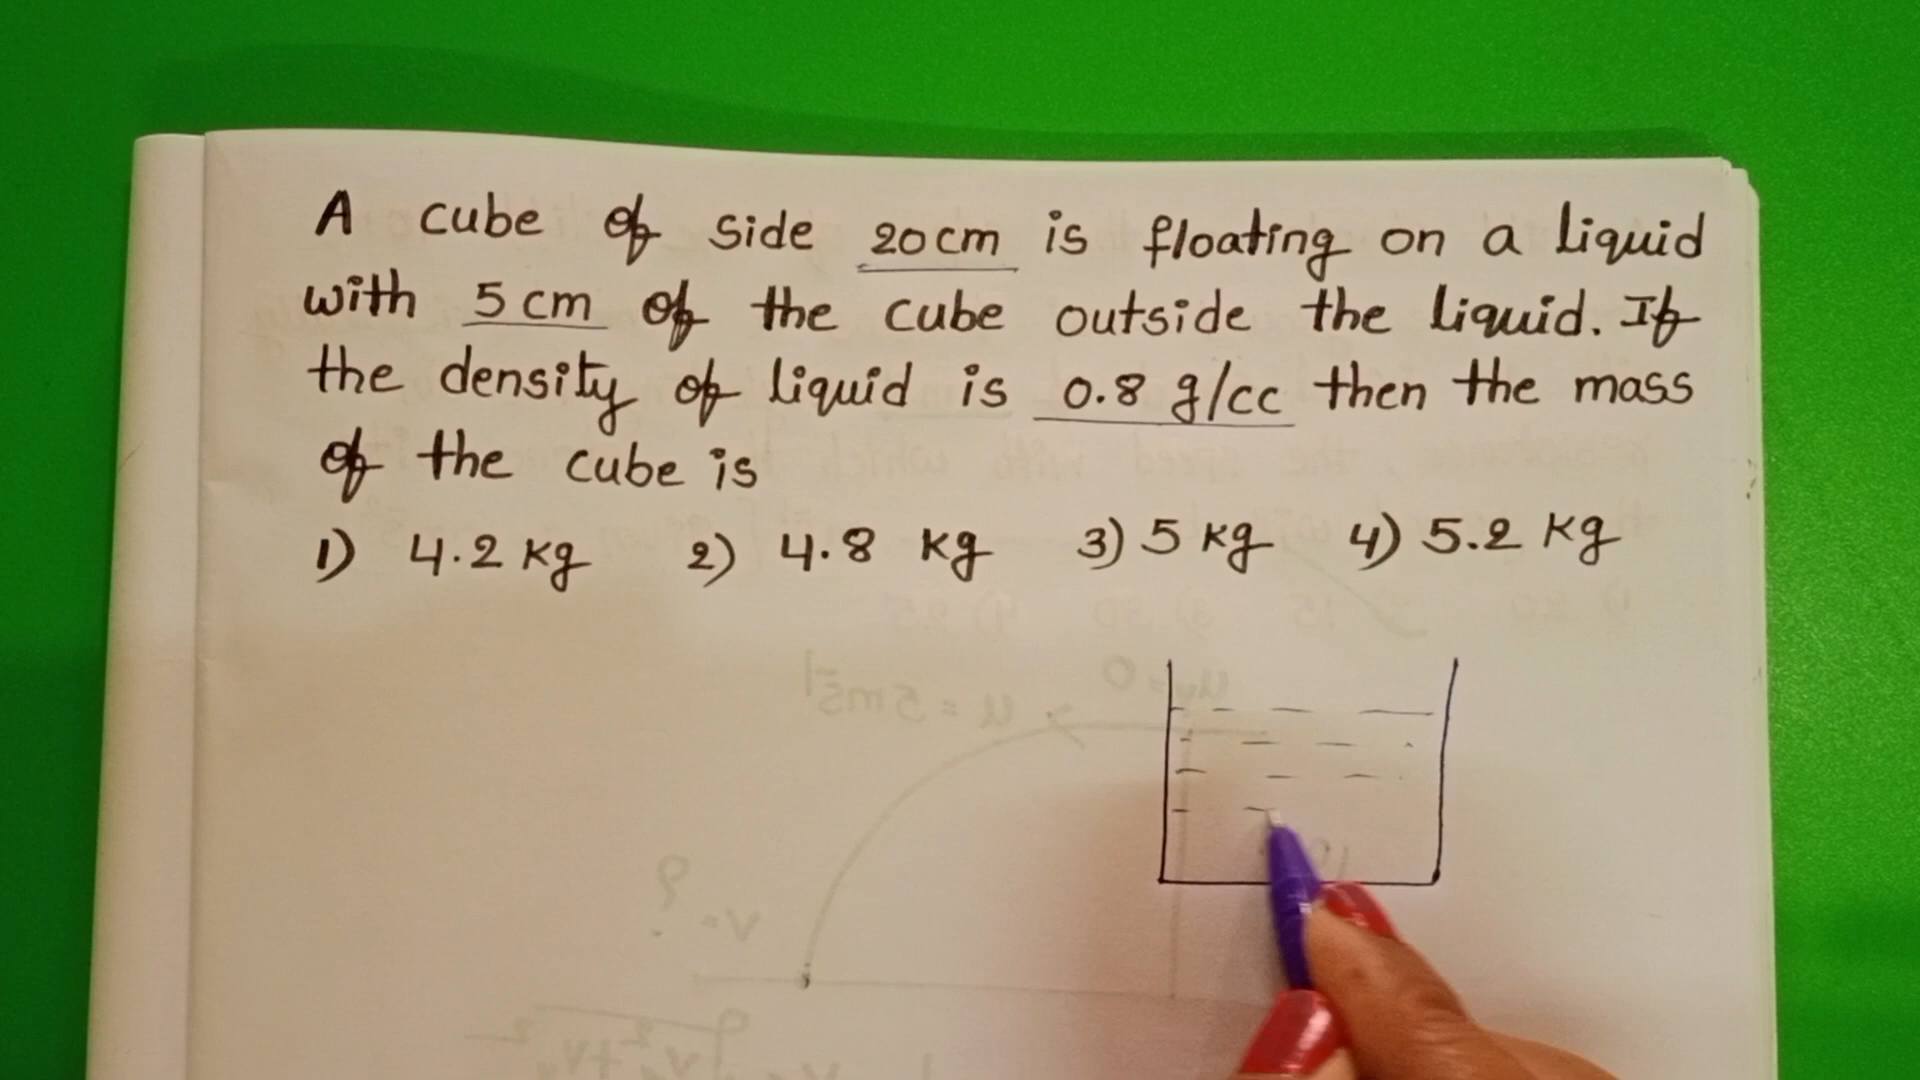 A cube of side 20cm is floating on a liquid
with 5 cm of the cube outside the liquid. If
the density of liquid is 0.8 g/cc then the mass
of the cube is
1) 4.2 kg 2) 4.8 kg 3) 5 kg 4) 5.2 kg